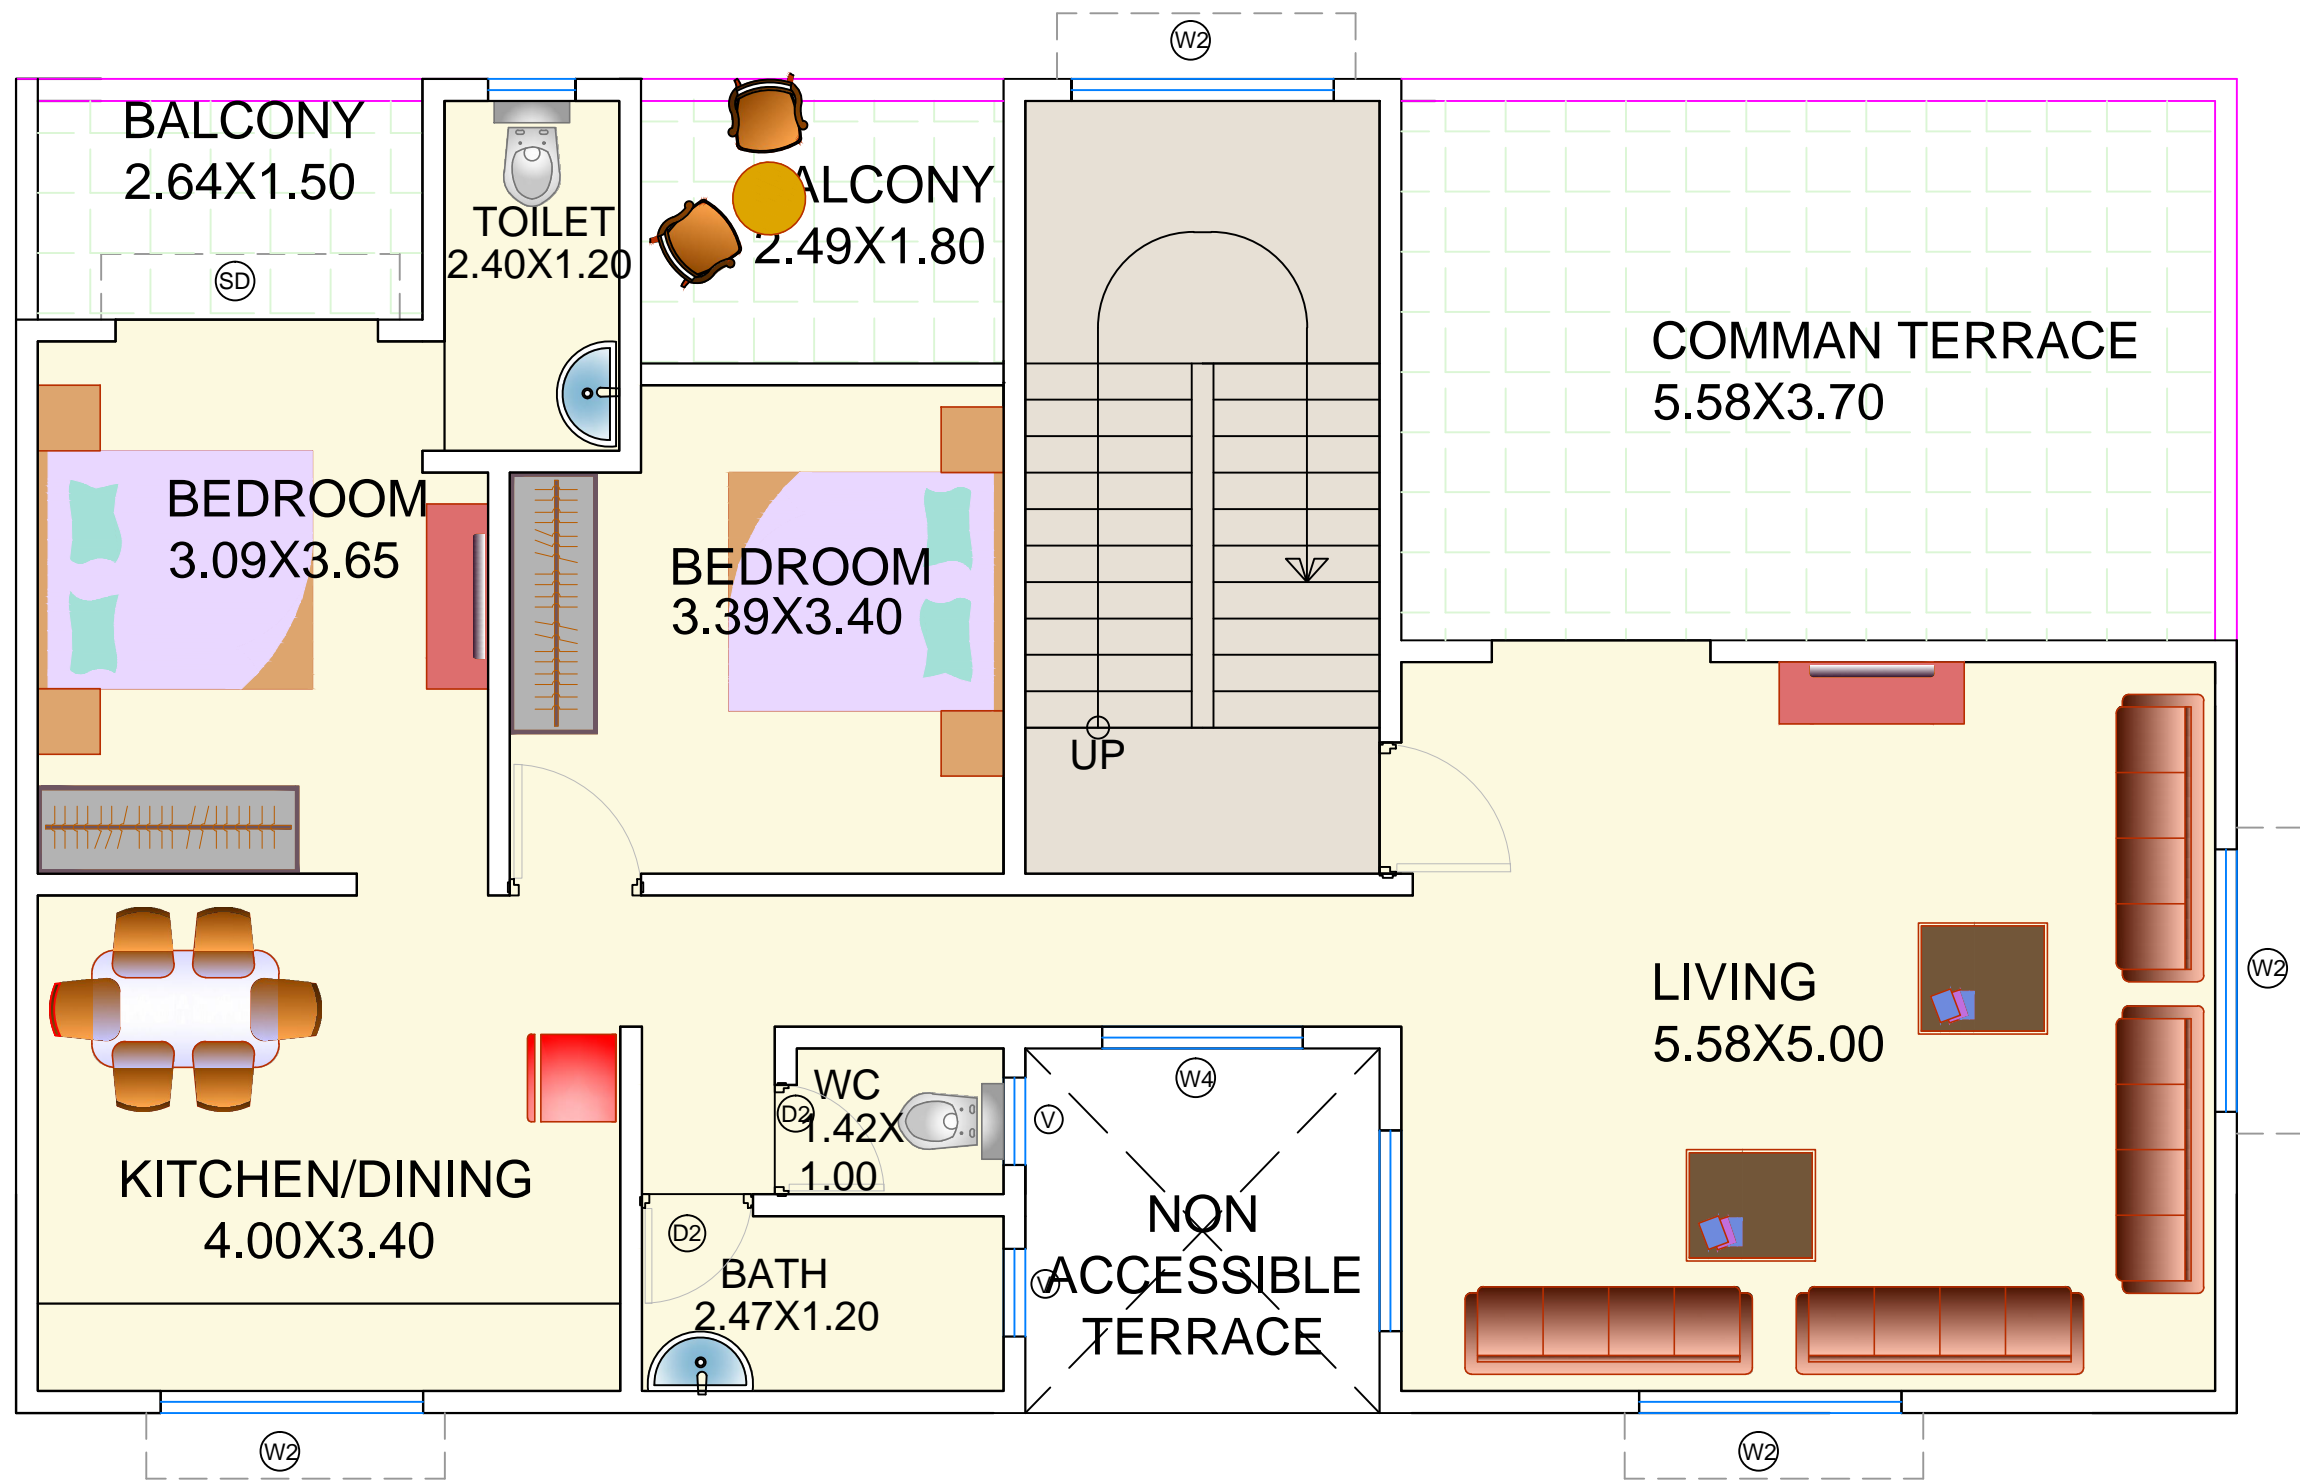 W2
BALCONY
2.64X1.50
SD
TOILET
2.40X1.20
ALCONY
2.49X1.80
COMMAN TERRACE
5.58X3.70
BEDROOM
3.09X3.65
BEDROOM
3.39X3.40
UP
LIVING
5.58X5.00
W2
WC
1.42X
1.00
D2
V
W4
KITCHEN/DINING
4.00X3.40
D2
BATH
2.47X1.20
V
NON
ACCESSIBLE
TERRACE
W2
W2